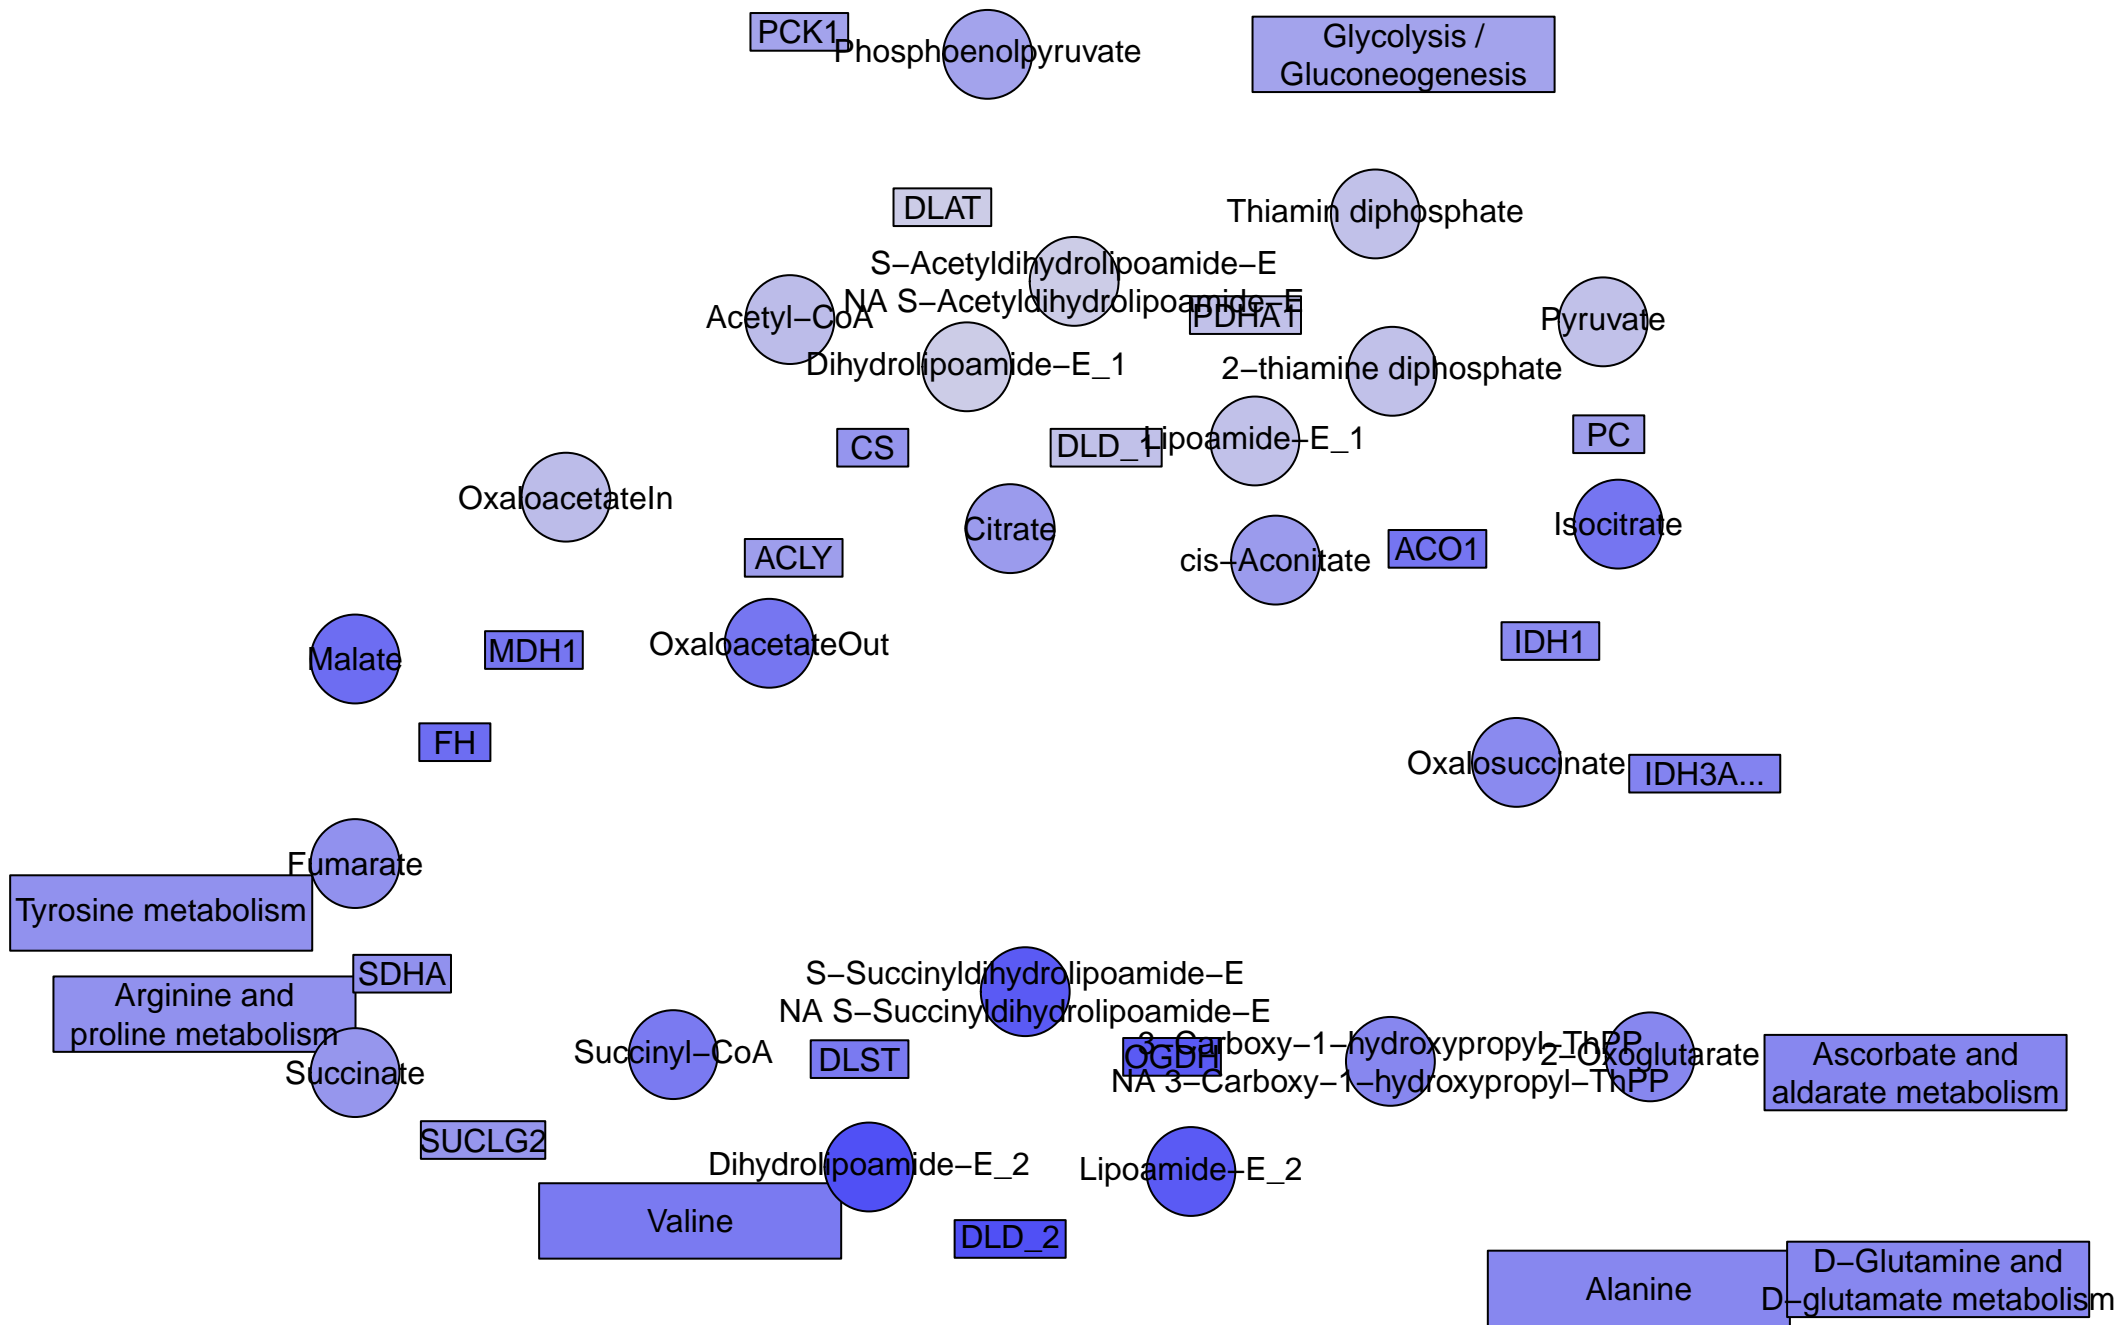 PCK1
Phosphoenolpyruvate
Glycolysis /
Gluconeogenesis
DLAT
Thiamin diphosphate
S−Acetyldihydrolipoamide−E
NA S−Acetyldihydrolipoamide−E
Acetyl−CoA
PDHA1
Pyruvate
Dihydrolipoamide−E_1
2−thiamine diphosphate
CS
DLD_1
Lipoamide−E_1
PC
OxaloacetateIn
Citrate
Isocitrate
ACLY
cis−Aconitate
ACO1
Malate
MDH1
OxaloacetateOut
IDH1
FH
Oxalosuccinate
IDH3A...
Fumarate
Tyrosine metabolism
SDHA
Arginine and
proline metabolism
S−Succinyldihydrolipoamide−E
NA S−Succinyldihydrolipoamide−E
Succinate
Succinyl−CoA
DLST
OGDH
3−Carboxy−1−hydroxypropyl−ThPP
NA 3−Carboxy−1−hydroxypropyl−ThPP
2−Oxoglutarate
Ascorbate and
aldarate metabolism
SUCLG2
Dihydrolipoamide−E_2
Lipoamide−E_2
Valine
DLD_2
Alanine
D−Glutamine and
D−glutamate metabolism